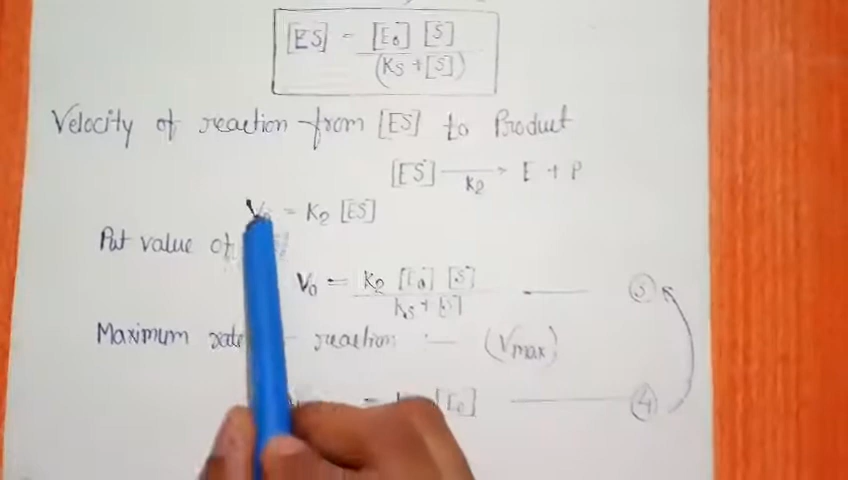 [ES] = [E₀] [S] / (Ks + [S])
Velocity of reaction from [ES] to Product
[ES] ⟶ E + P
K₂
V₀ = K₂ [ES]
Put value of
V₀ = K₂ [E₀] [S] / Ks + [S] — ③
Maximum rate reaction :— (Vmax)
= [E₀] — ④